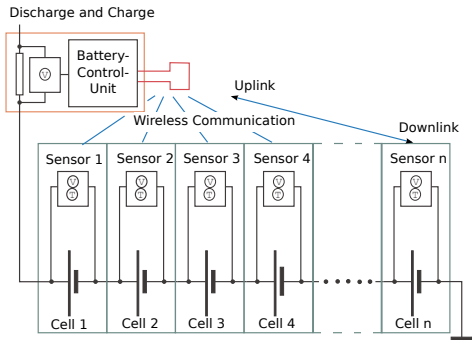 Discharge and Charge
V
Battery-
Control-
Unit
Uplink
Wireless Communication
Downlink
Sensor 1 Sensor 2 Sensor 3 Sensor 4 Sensor n
V V V V V
T T T T T
Cell 1 Cell 2 Cell 3 Cell 4 Cell n